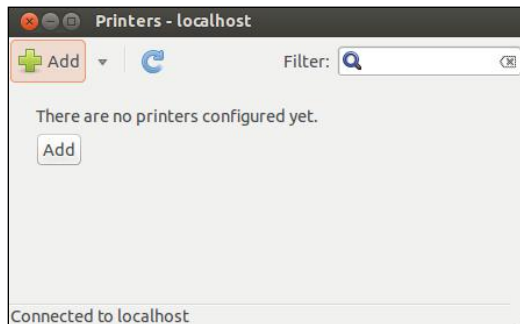 Printers - localhost
Add Filter:
There are no printers configured yet.
Add
Connected to localhost